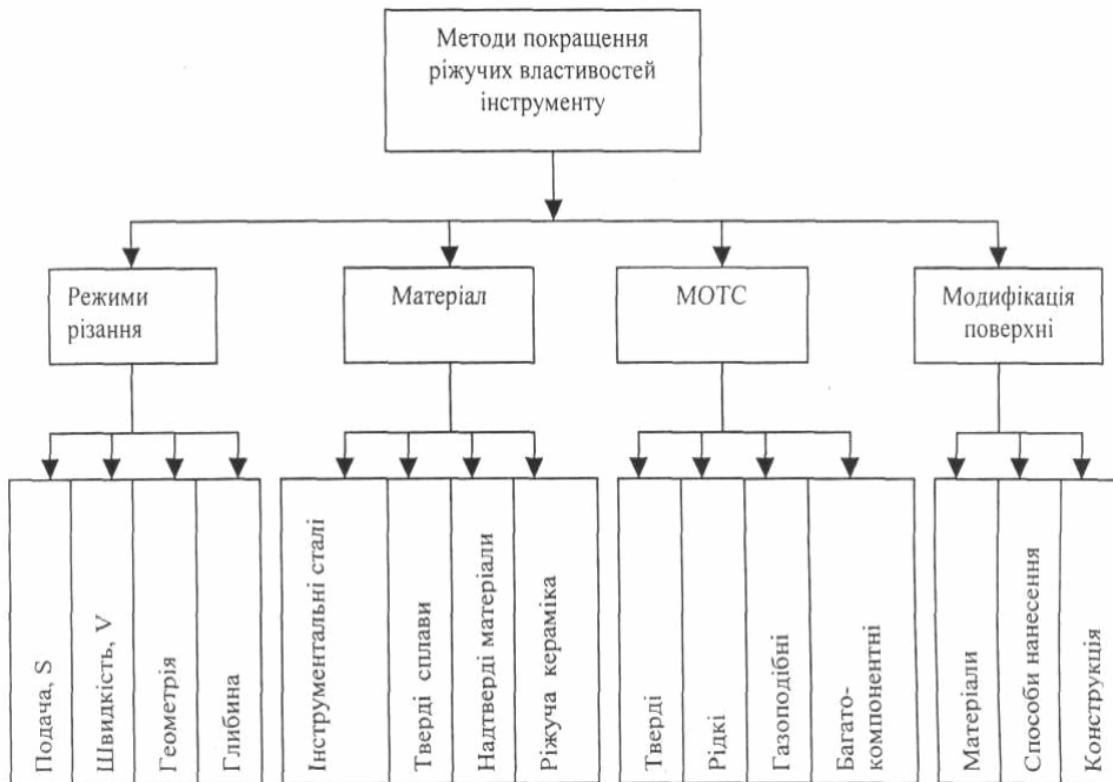 Методи покращення
ріжучих властивостей
інструменту
Режими
різання
Матеріал
МОТС
Модифікація
поверхні
Подача, S
Швидкість, V
Геометрія
Глибина
Інструментальні сталі
Тверді сплави
Надтверді матеріали
Ріжуча кераміка
Тверді
Рідкі
Газоподібні
Багато-
компонентні
Матеріали
Способи нанесення
Конструкція